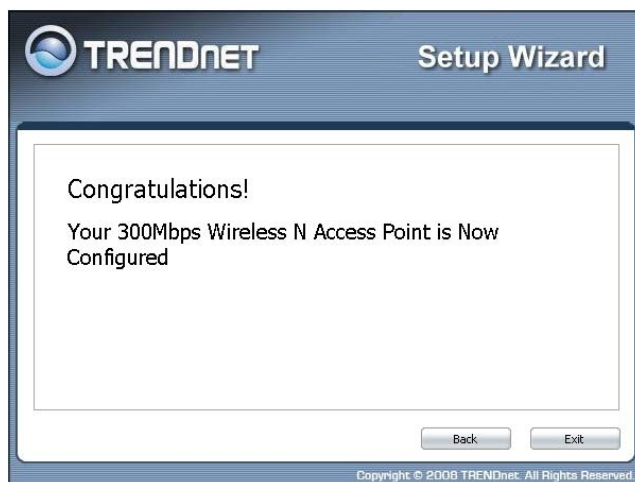 TRENDnet
Setup Wizard
Congratulations!
Your 300Mbps Wireless N Access Point is Now
Configured
Back
Exit
Copyright © 2008 TRENDnet. All Rights Reserved.